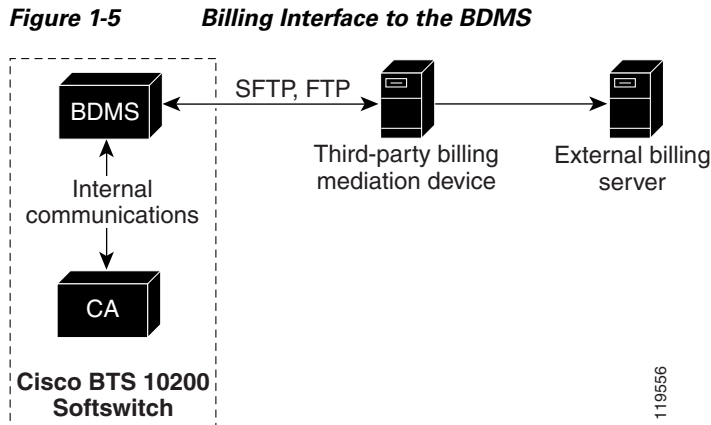 Figure 1-5 Billing Interface to the BDMS
BDMS
SFTP, FTP
Third-party billing
mediation device
External billing
server
Internal
communications
CA
Cisco BTS 10200
Softswitch
119556